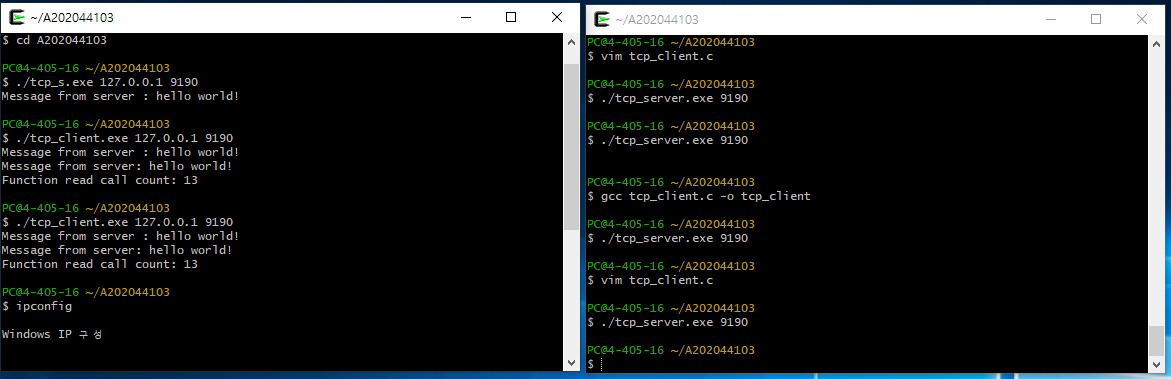 ~/A202044103
$ cd A202044103
PC@4-405-16 ~/A202044103
$ ./tcp_s.exe 127.0.0.1 9190
Message from server : hello world!
PC@4-405-16 ~/A202044103
$ ./tcp_client.exe 127.0.0.1 9190
Message from server : hello world!
Message from server: hello world!
Function read call count: 13
PC@4-405-16 ~/A202044103
$ ./tcp_client.exe 127.0.0.1 9190
Message from server : hello world!
Message from server: hello world!
Function read call count: 13
PC@4-405-16 ~/A202044103
$ ipconfig
Windows IP 구성
~/A202044103
PC@4-405-16 ~/A202044103
$ vim tcp_client.c
PC@4-405-16 ~/A202044103
$ ./tcp_server.exe 9190
PC@4-405-16 ~/A202044103
$ ./tcp_server.exe 9190
PC@4-405-16 ~/A202044103
$ gcc tcp_client.c -o tcp_client
PC@4-405-16 ~/A202044103
$ ./tcp_server.exe 9190
PC@4-405-16 ~/A202044103
$ vim tcp_client.c
PC@4-405-16 ~/A202044103
$ ./tcp_server.exe 9190
PC@4-405-16 ~/A202044103
$